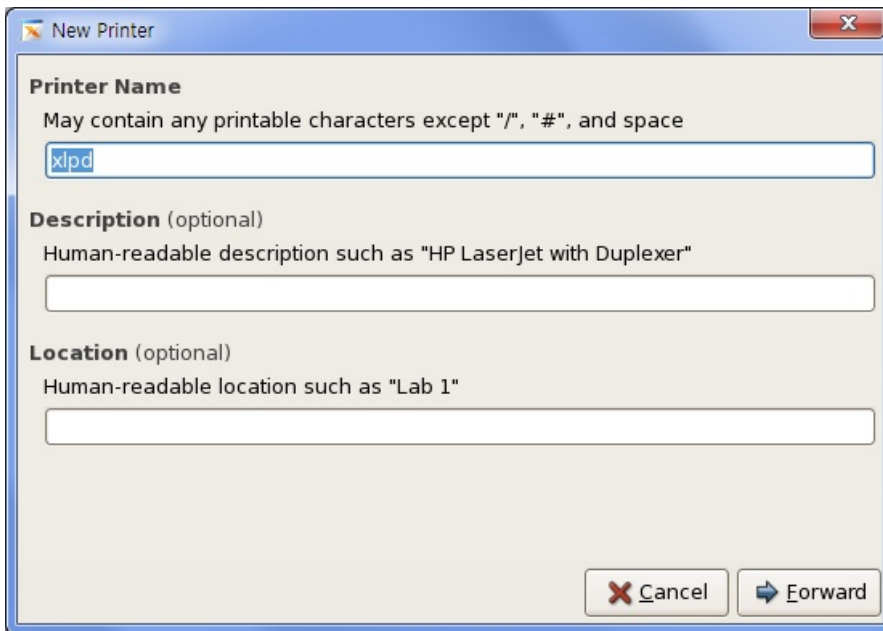 New Printer
Printer Name
May contain any printable characters except "/", "#", and space
xlpd
Description (optional)
Human-readable description such as "HP LaserJet with Duplexer"
Location (optional)
Human-readable location such as "Lab 1"
Cancel
Forward